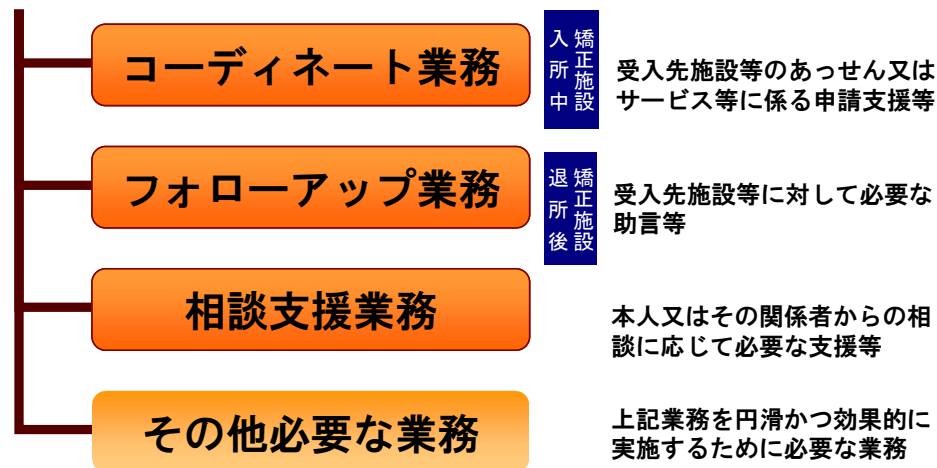 コーディネート業務
矯正施設
入所中
受入先施設等のあっせん又は
サービス等に係る申請支援等
フォローアップ業務
矯正施設
退所後
受入先施設等に対して必要な
助言等
相談支援業務
本人又はその関係者からの相
談に応じて必要な支援等
その他必要な業務
上記業務を円滑かつ効果的に
実施するために必要な業務